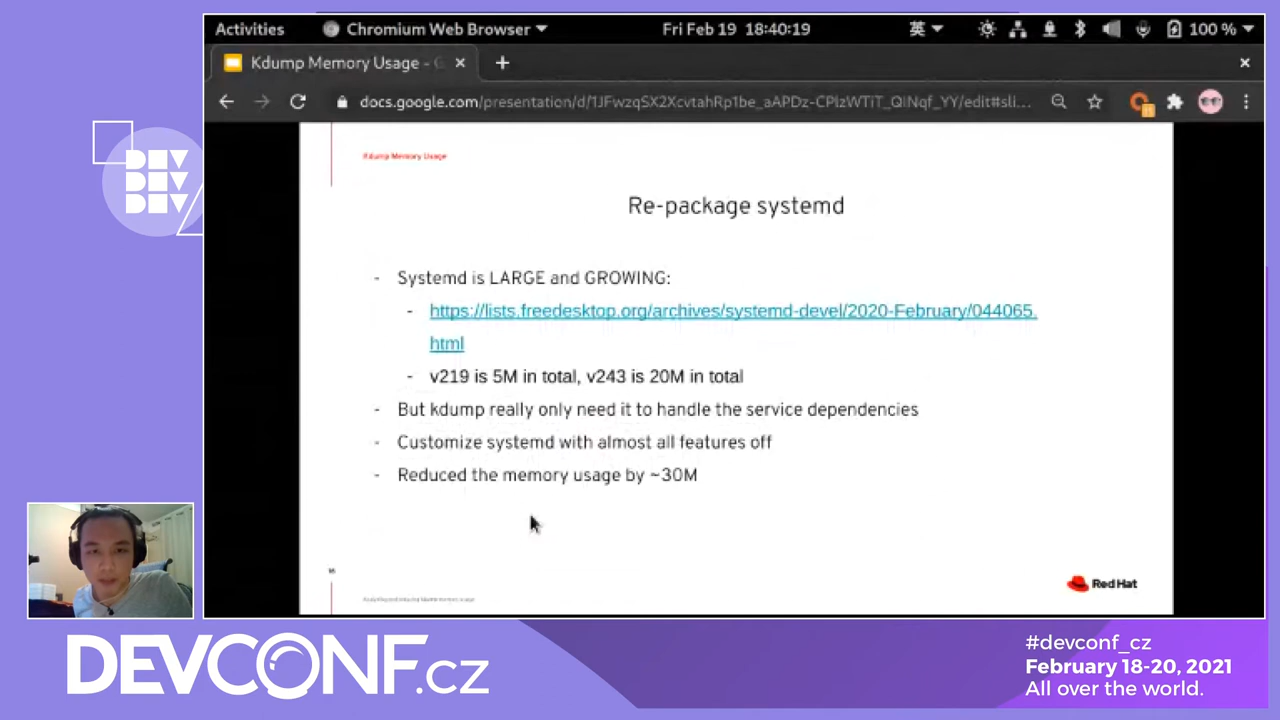 Activities
Chromium Web Browser
Fri Feb 19 18:40:19
英
100 %
Kdump Memory Usage - G
docs.google.com/presentation/d/1JFwzqSX2XcvtahRp1be_aAPDz-CPlzWTiT_QINqf_YY/edit#sli...
DEV
DEV
DEV
Kdump Memory Usage
Re-package systemd
- Systemd is LARGE and GROWING:
- https://lists.freedesktop.org/archives/systemd-devel/2020-February/044065.
html
- v219 is 5M in total, v243 is 20M in total
- But kdump really only need it to handle the service dependencies
- Customize systemd with almost all features off
- Reduced the memory usage by ~30M
Red Hat
DEVCONF.cz
#devconf_cz
February 18-20, 2021
All over the world.